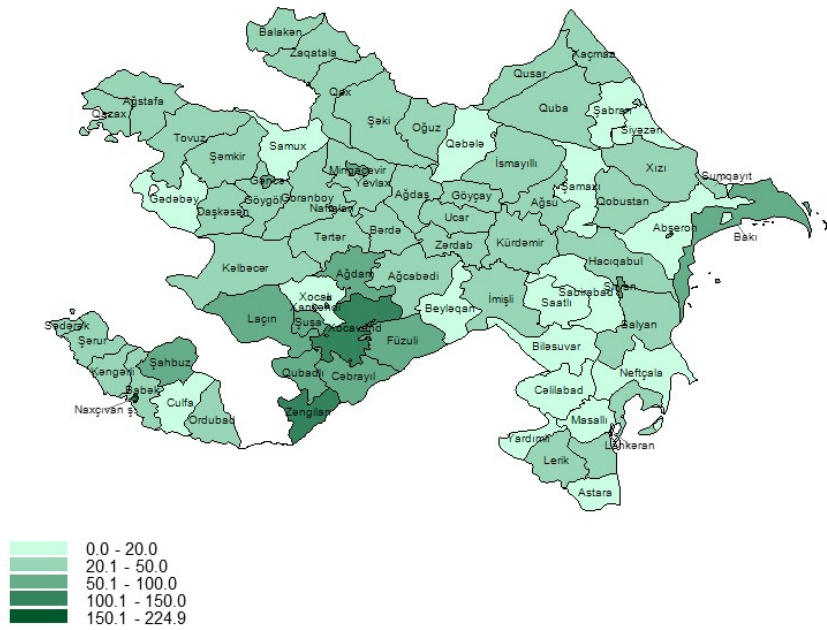 Balakən
Zaqatala
Xaçmaz
Qusar
Qax
Ağstafa
Quba
Şabran
Qazax
Şəki
Oğuz
Siyəzən
Tovuz
Qəbələ
Samux
Şəmkir
İsmayıllı
Xızı
Mingəçevir
Sumqayıt
Gəncə
Yevlax
Şamaxı
Gədəbəy
Göygöl
Goranboy
Ağdaş
Göyçay
Ağsu
Qobustan
Daşkəsən
Naftalan
Ucar
Abşeron
Bərdə
Tərtər
Zərdab
Kürdəmir
Bakı
Hacıqabul
Kəlbəcər
Ağdam
Ağcabədi
Şirvan
Sabirabad
Xocalı
Xankəndi
Beyləqan
İmişli
Saatlı
Laçın
Şuşa
Xocavənd
Salyan
Sədərək
Füzuli
Biləsuvar
Şərur
Şahbuz
Qubadlı
Cəbrayıl
Neftçala
Kəngərli
Babək
Culfa
Cəlilabad
Naxçıvan ş.
Zəngilan
Ordubad
Masallı
Yardımlı
Lənkəran
Lerik
Astara
0.0 - 20.0
20.1 - 50.0
50.1 - 100.0
100.1 - 150.0
150.1 - 224.9